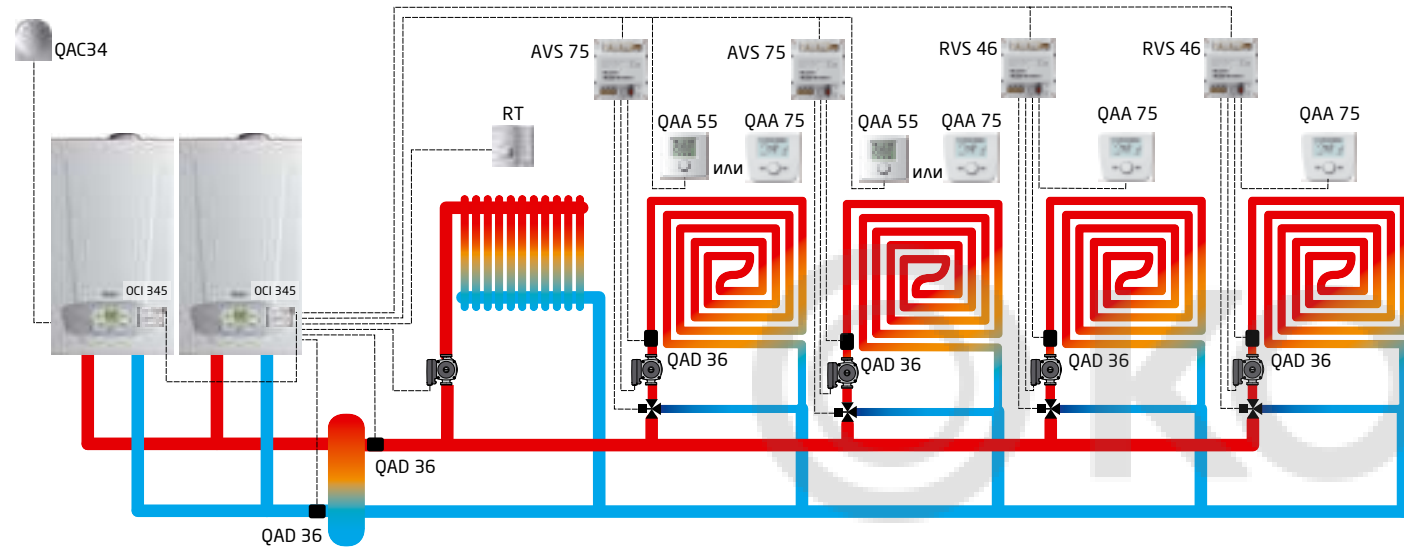 QAC34
AVS 75
AVS 75
RVS 46
RVS 46
RT
QAA 55
или
QAA 75
QAA 55
или
QAA 75
QAA 75
QAA 75
OCI 345
OCI 345
QAD 36
QAD 36
QAD 36
QAD 36
QAD 36
QAD 36
© KO